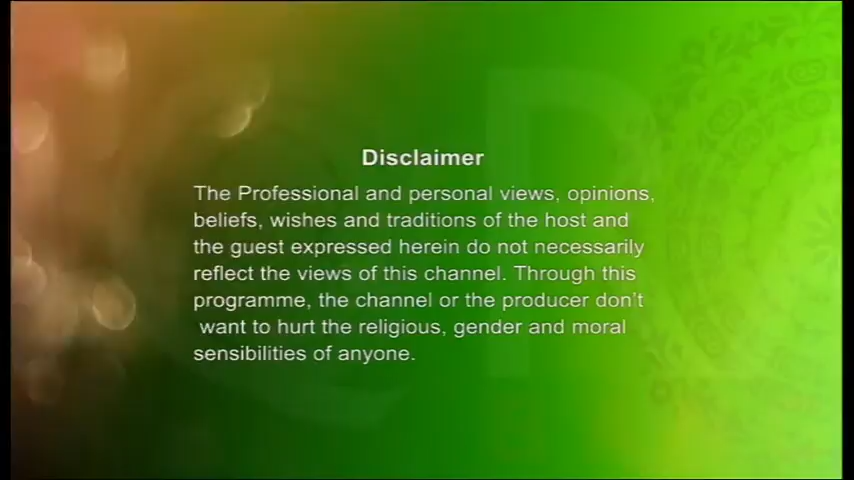 Disclaimer
The Professional and personal views, opinions,
beliefs, wishes and traditions of the host and
the guest expressed herein do not necessarily
reflect the views of this channel. Through this
programme, the channel or the producer don't
want to hurt the religious, gender and moral
sensibilities of anyone.